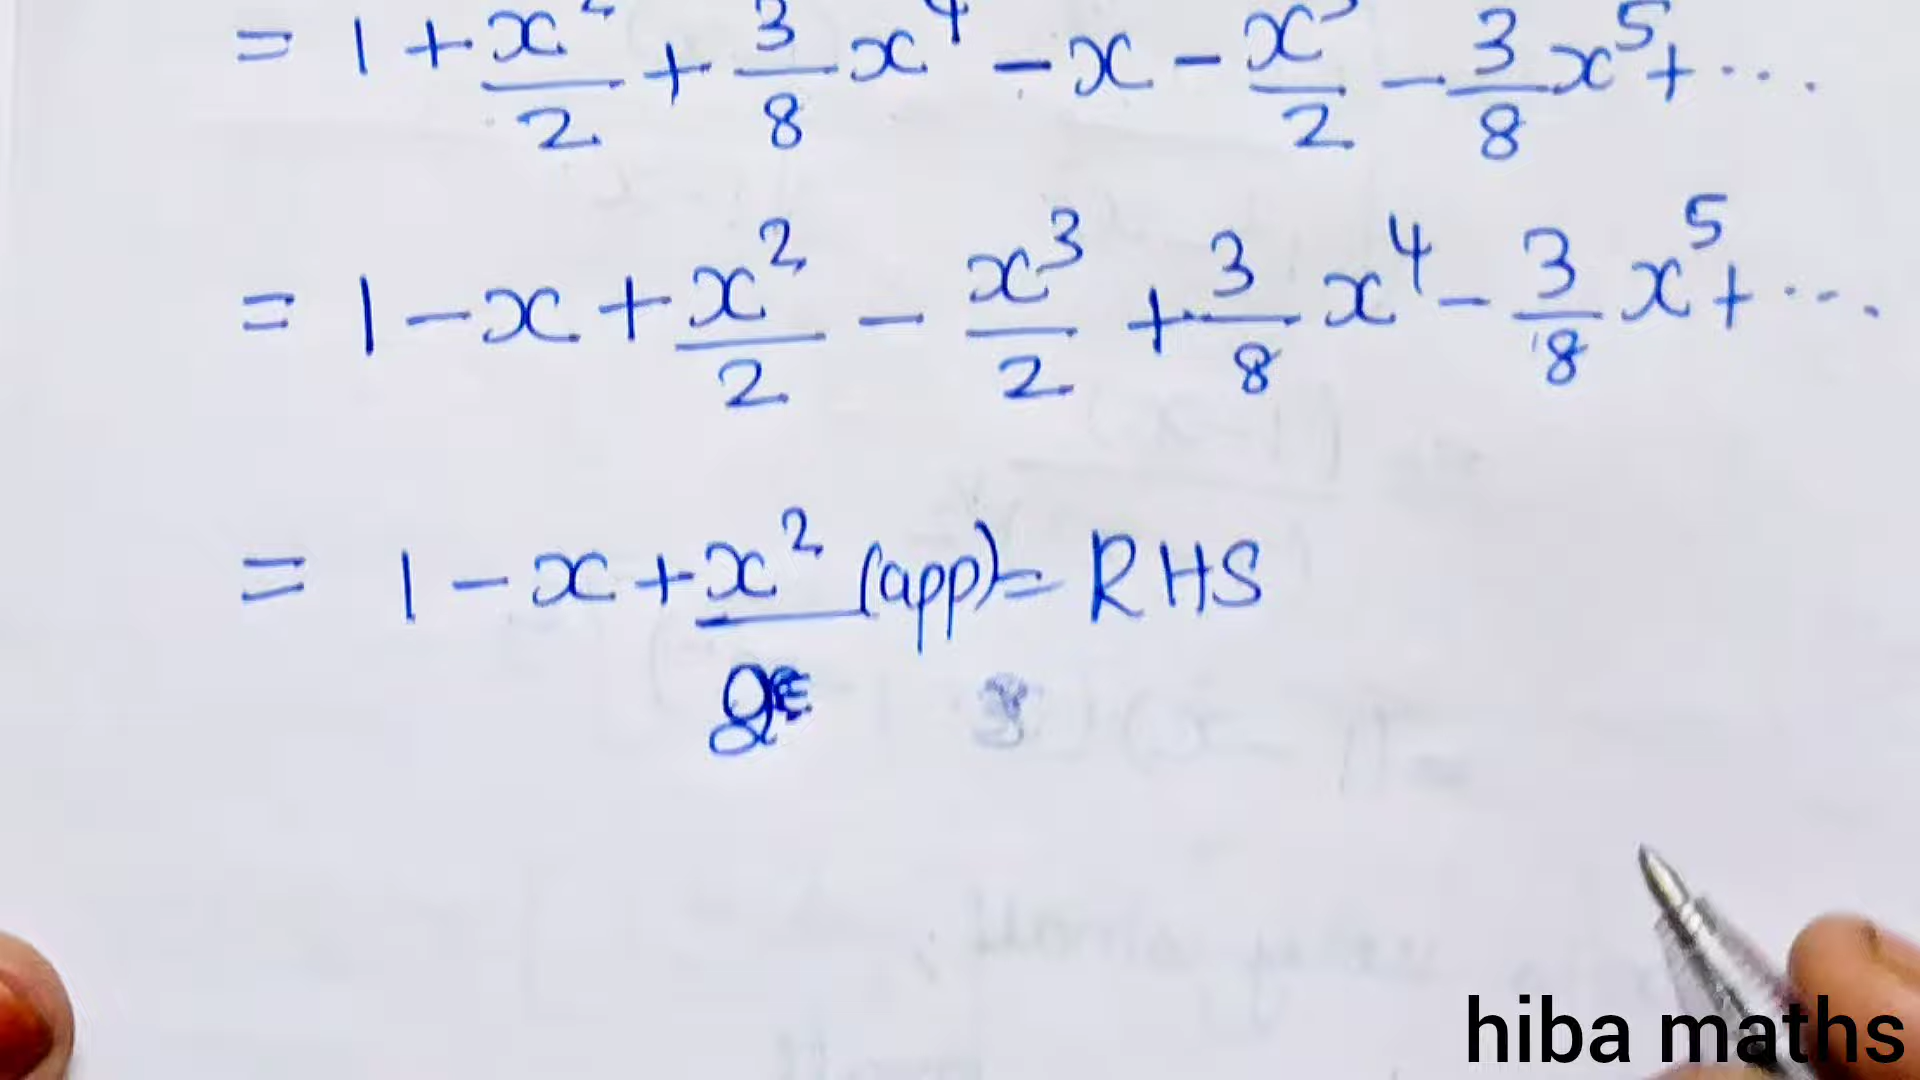 = 1 + x²/2 + 3/8 x⁴ - x - x³/2 - 3/8 x⁵ + ...
= 1 - x + x²/2 - x³/2 + 3/8 x⁴ - 3/8 x⁵ + ...
= 1 - x + x²/2 (app) = RHS
hiba maths